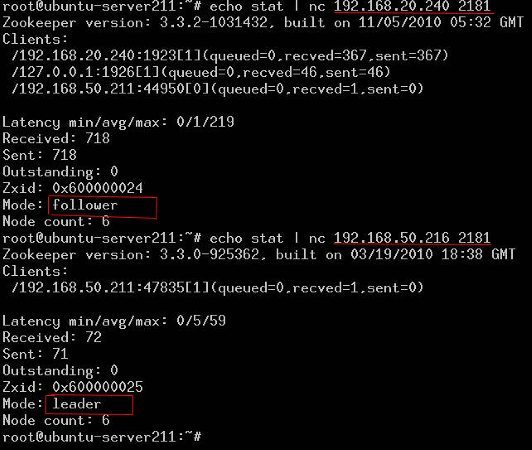 root@ubuntu-server211:~# echo stat | nc 192.168.20.240 2181
Zookeeper version: 3.3.2-1031432, built on 11/05/2010 05:32 GMT
Clients:
 /192.168.20.240:1923[1](queued=0,recved=367,sent=367)
 /127.0.0.1:1926[1](queued=0,recved=46,sent=46)
 /192.168.50.211:44950[0](queued=0,recved=1,sent=0)

Latency min/avg/max: 0/1/219
Received: 718
Sent: 718
Outstanding: 0
Zxid: 0x600000024
Mode: follower
Node count: 6
root@ubuntu-server211:~# echo stat | nc 192.168.50.216 2181
Zookeeper version: 3.3.0-925362, built on 03/19/2010 18:38 GMT
Clients:
 /192.168.50.211:47835[1](queued=0,recved=1,sent=0)

Latency min/avg/max: 0/5/59
Received: 72
Sent: 71
Outstanding: 0
Zxid: 0x600000025
Mode: leader
Node count: 6
root@ubuntu-server211:~#